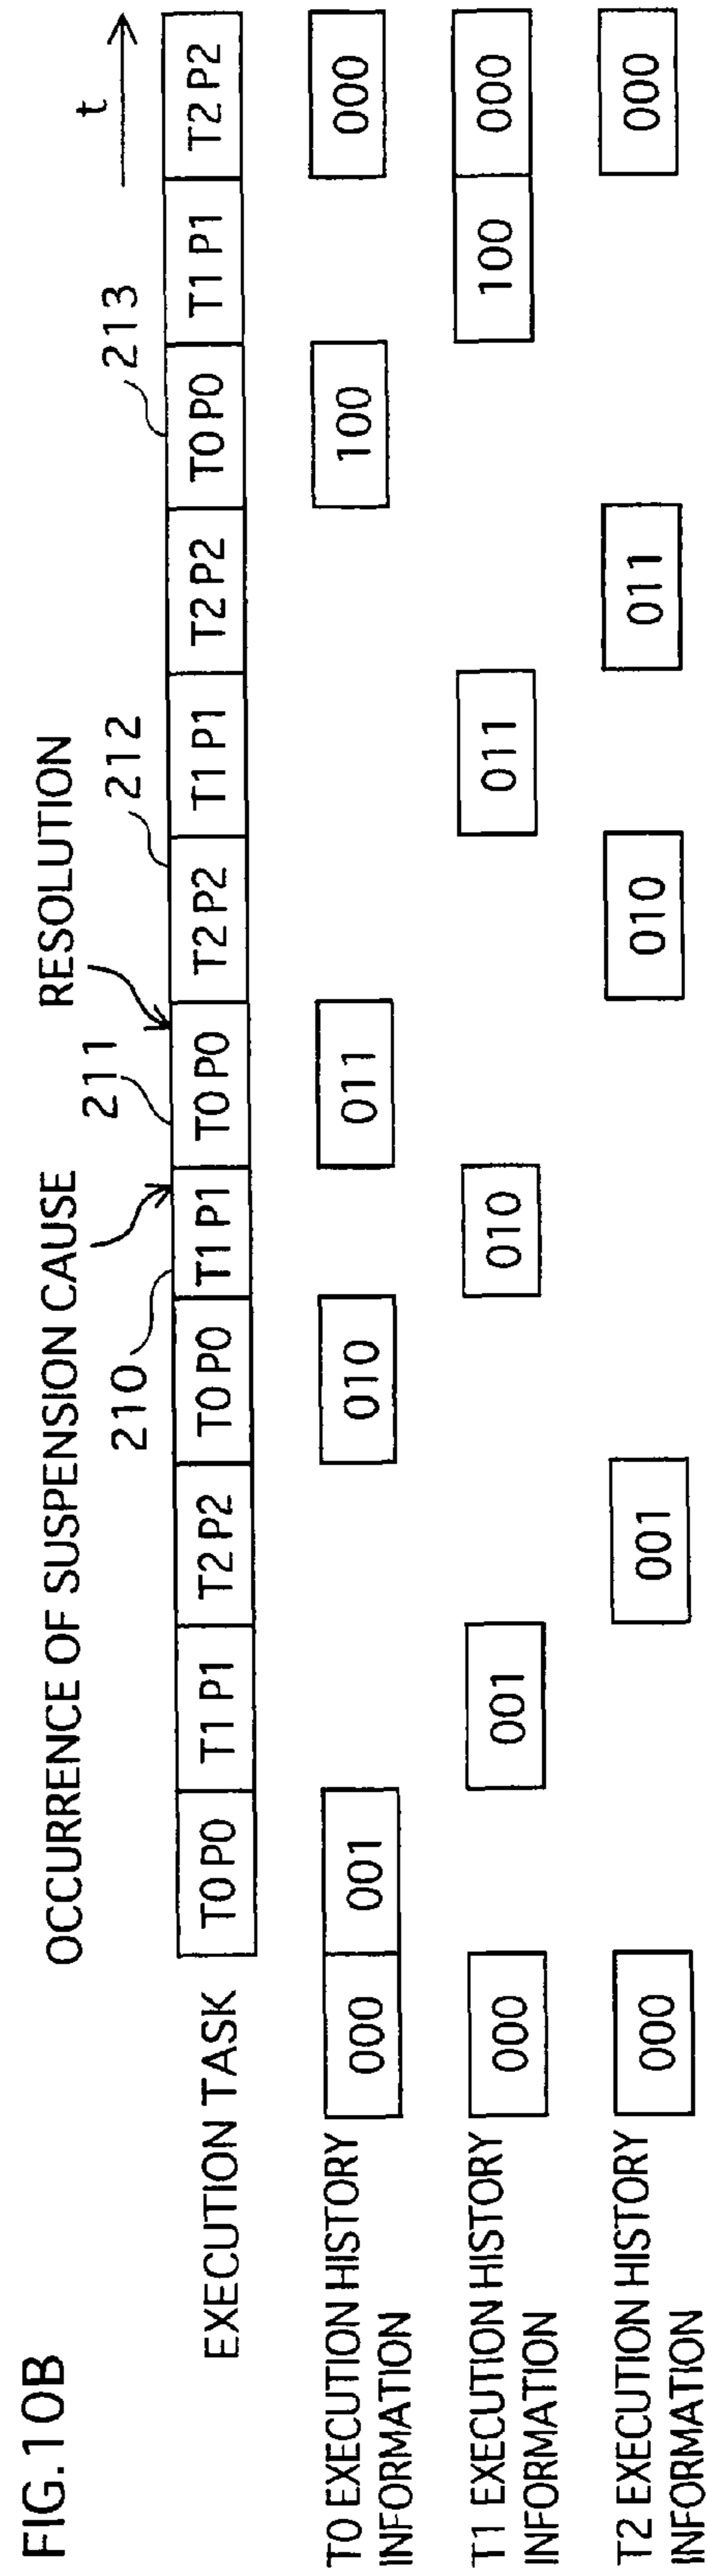 FIG.10B
OCCURRENCE OF SUSPENSION CAUSE
RESOLUTION
t
210
211
212
213
EXECUTION TASK
T0 P0
T1 P1
T2 P2
T0 P0
T1 P1
T0 P0
T2 P2
T1 P1
T2 P2
T0 P0
T1 P1
T2 P2
T0 EXECUTION HISTORY
INFORMATION
000
001
010
011
100
000
T1 EXECUTION HISTORY
INFORMATION
000
001
010
011
100
000
T2 EXECUTION HISTORY
INFORMATION
000
001
010
011
000